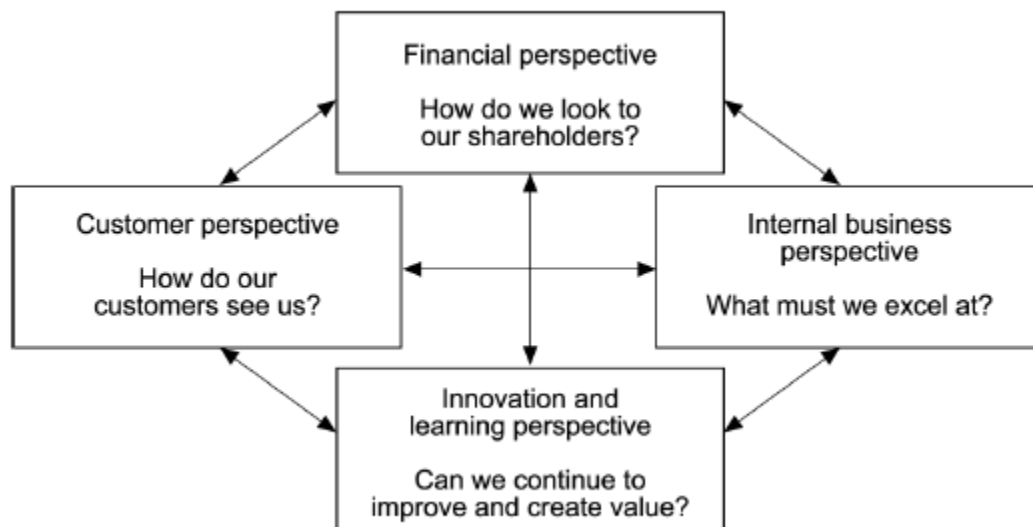 Financial perspective
How do we look to
our shareholders?
Customer perspective
How do our
customers see us?
Internal business
perspective
What must we excel at?
Innovation and
learning perspective
Can we continue to
improve and create value?